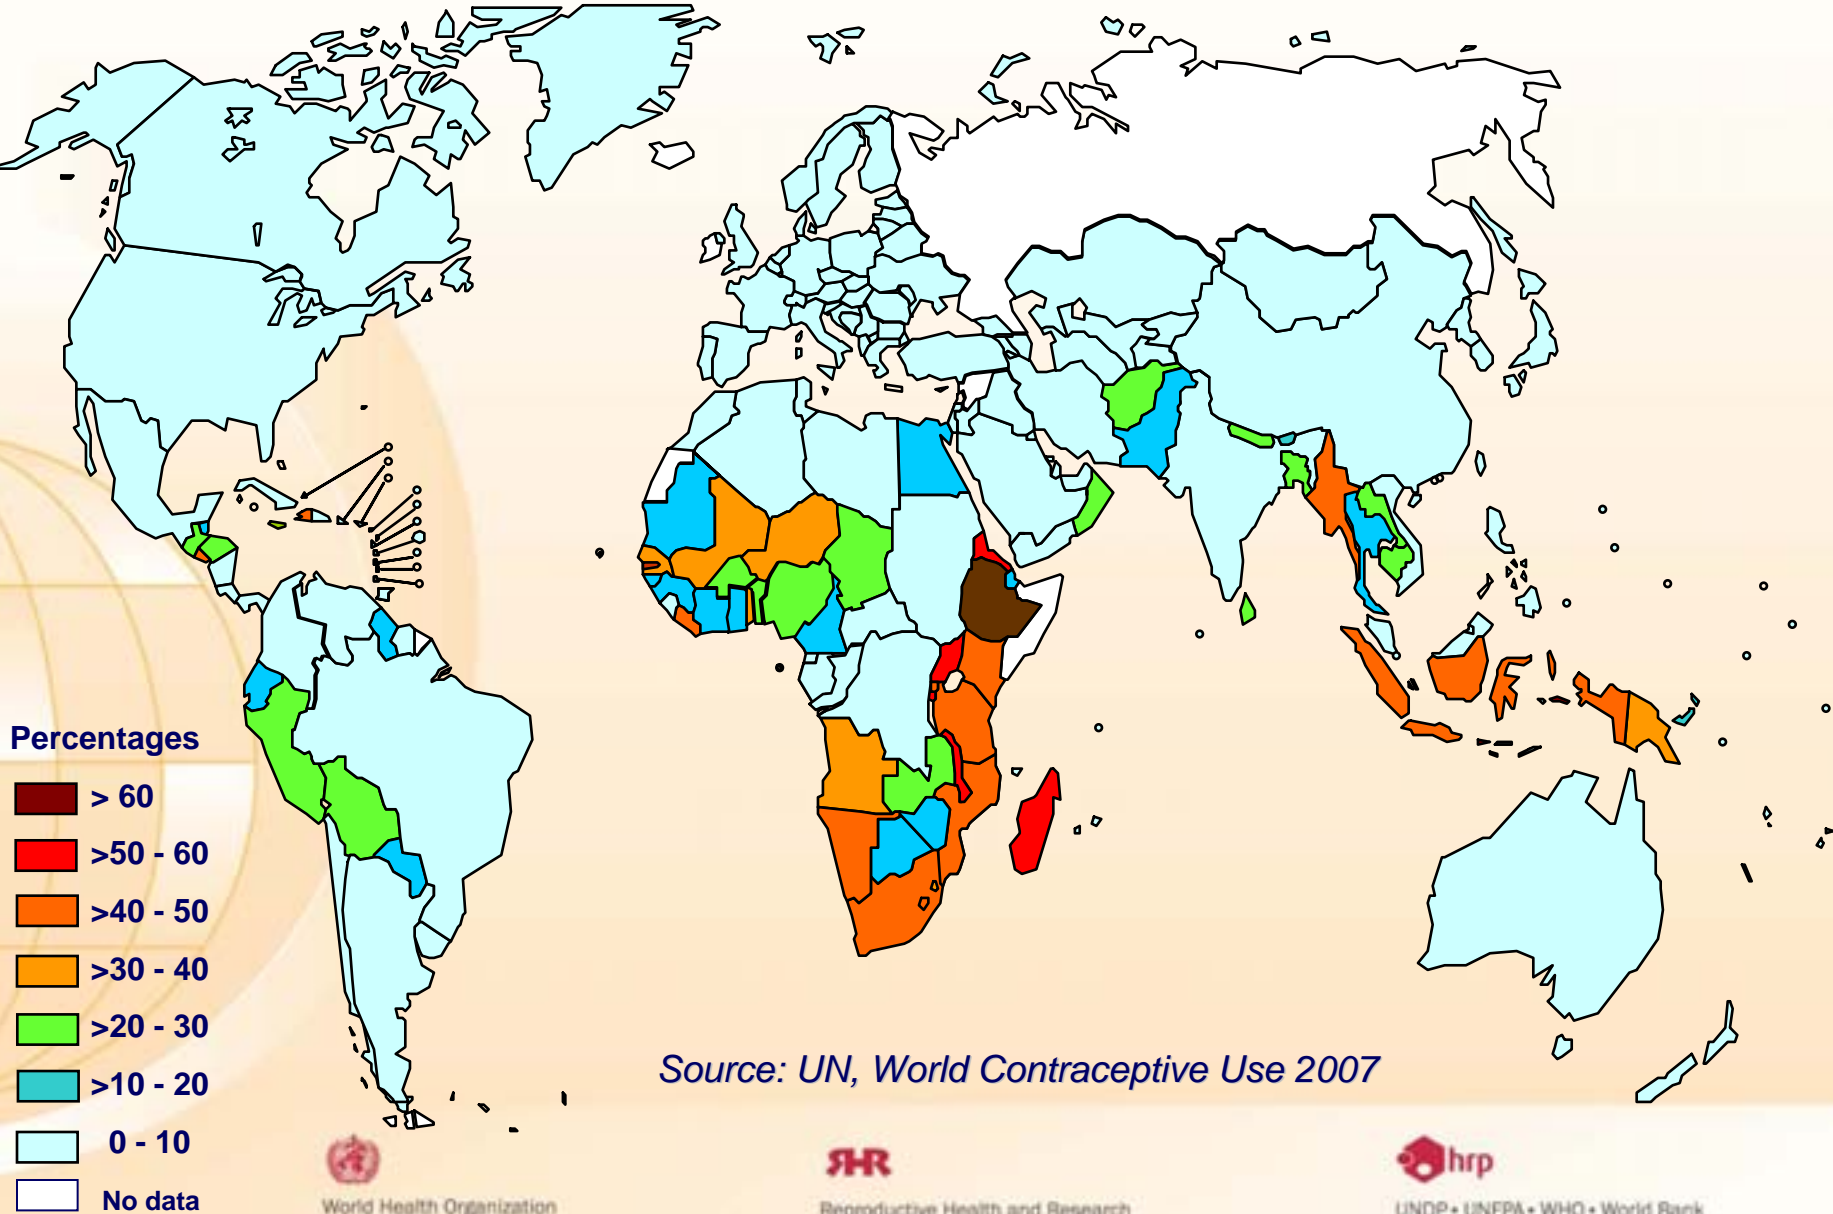 Percentages
> 60
>50 - 60
>40 - 50
>30 - 40
>20 - 30
>10 - 20
0 - 10
No data
Source: UN, World Contraceptive Use 2007
World Health Organization
RHR
Reproductive Health and Research
hrp
UNDP • UNFPA • WHO • World Bank